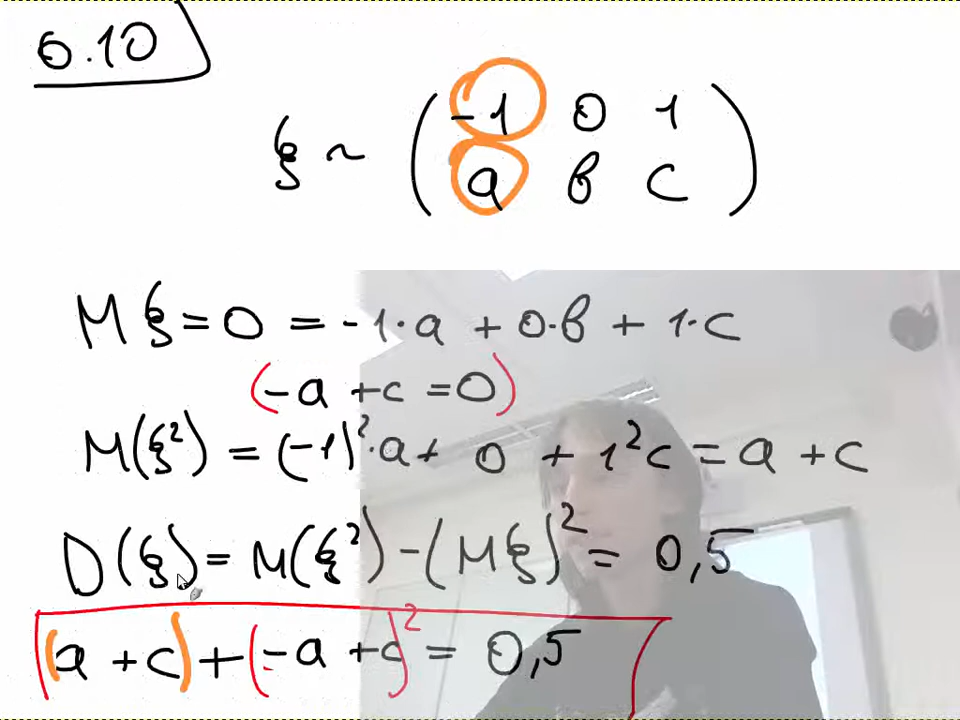 6.10
ξ ~ ( -1 0 1
a b c )
Mξ = 0 = -1·a + 0·b + 1·c
(-a + c = 0)
M(ξ²) = (-1)²·a + 0 + 1²c = a + c
D(ξ) = M(ξ²) - (Mξ)² = 0,5
(a + c) + (-a + c)² = 0,5